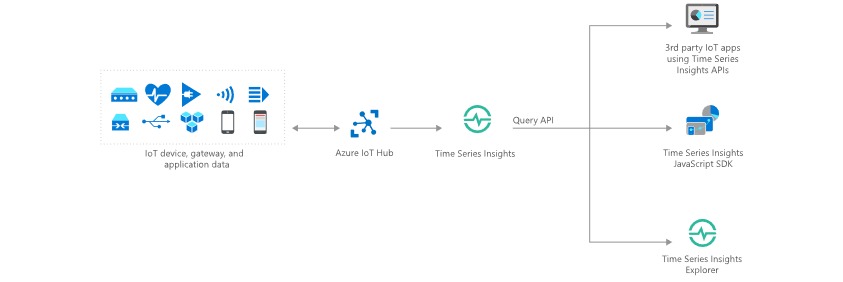 3rd party IoT apps
using Time Series
Insights APIs
Query API
IoT device, gateway, and
application data
Azure IoT Hub
Time Series Insights
Time Series Insights
JavaScript SDK
Time Series Insights
Explorer